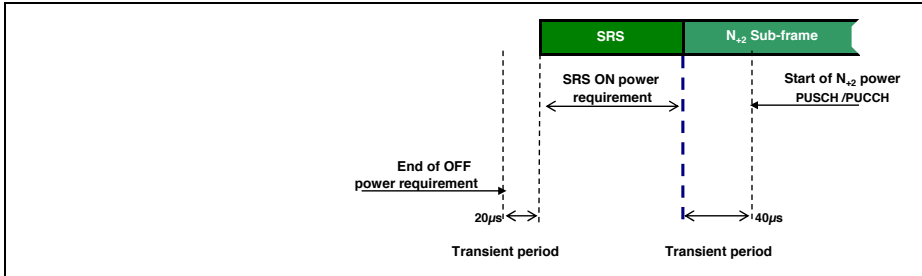 SRS
N+2 Sub-frame
SRS ON power
requirement
Start of N+2 power
PUSCH /PUCCH
End of OFF
power requirement
20µs
40µs
Transient period
Transient period